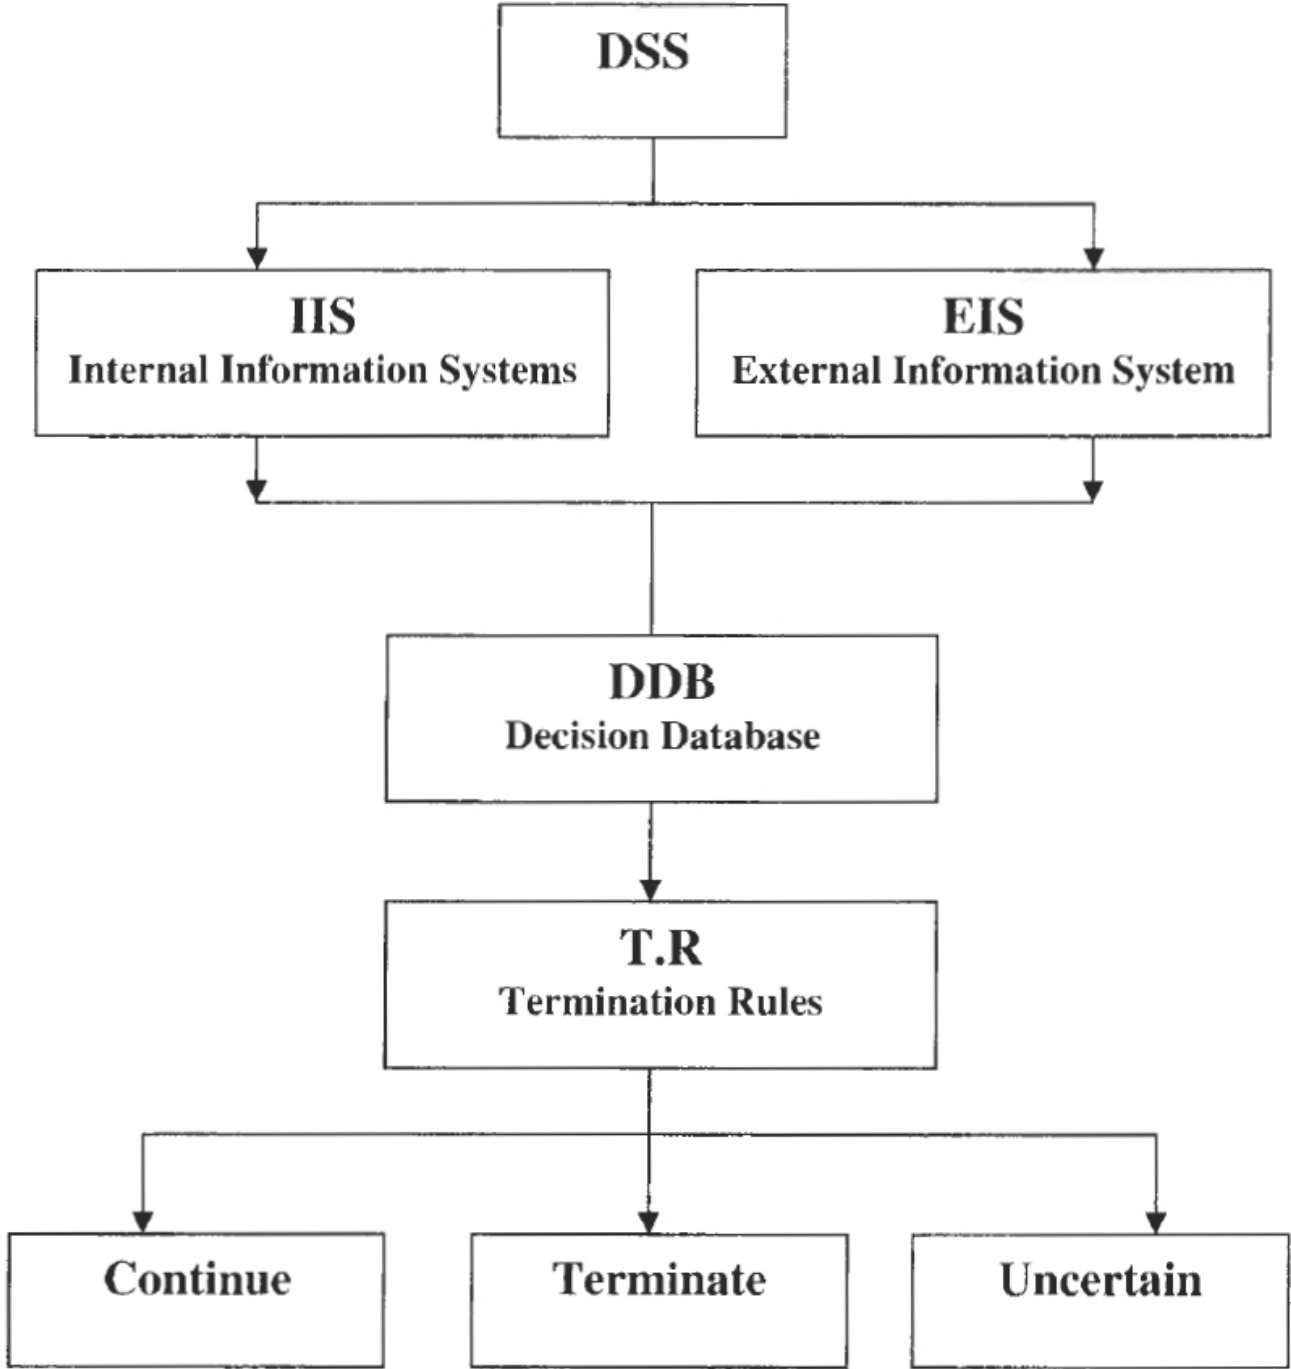 DSS
IIS
Internal Information Systems
EIS
External Information System
DDB
Decision Database
T.R
Termination Rules
Continue
Terminate
Uncertain